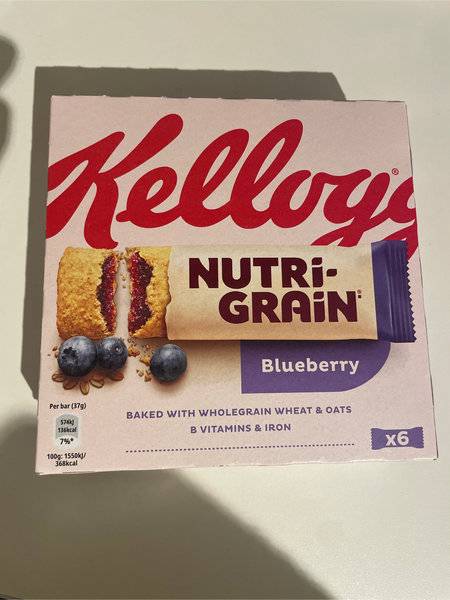 Kellogg
®
NUTRi-
GRAiN®
Blueberry
Per bar (37g)
574kJ
136kcal
7%*
100g: 1550kJ/
368kcal
BAKED WITH WHOLEGRAIN WHEAT & OATS
B VITAMINS & IRON
x6